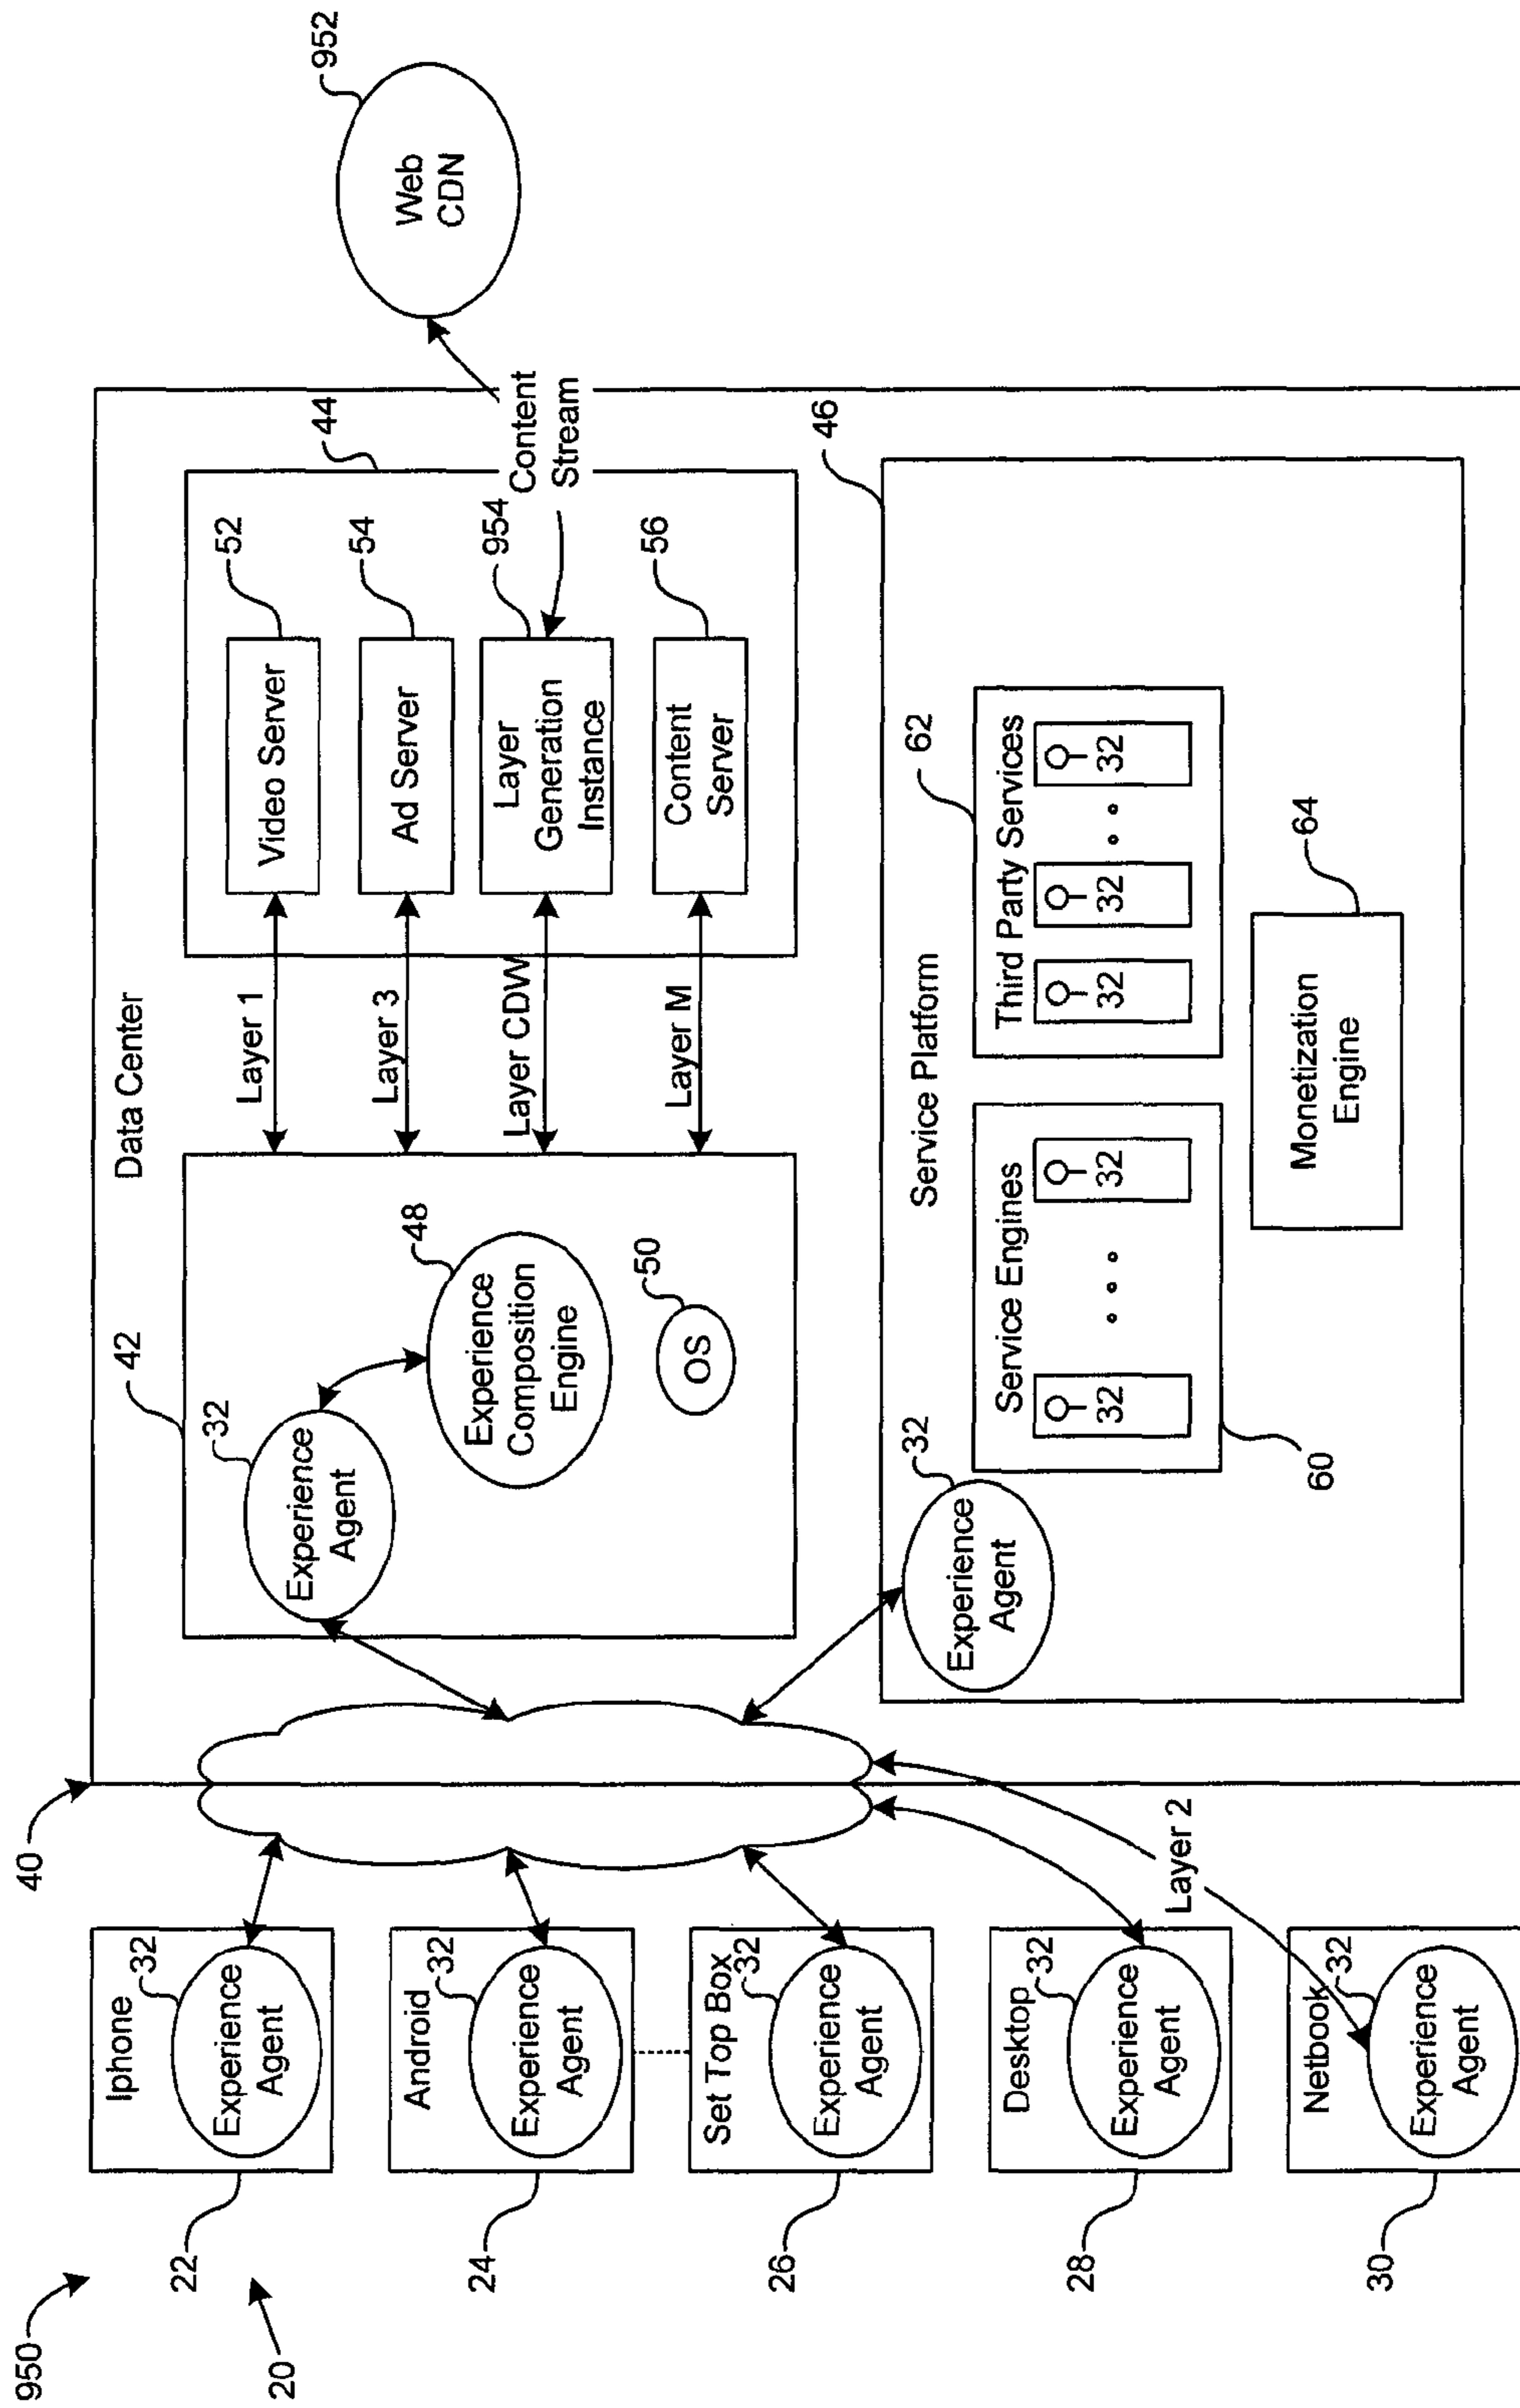 950
20
40
22
Iphone
32
Experience
Agent
24
Android
32
Experience
Agent
26
Set Top Box
32
Experience
Agent
28
Desktop
32
Experience
Agent
30
Netbook
32
Experience
Agent
Layer 2
Data Center
42
32
Experience
Agent
48
Experience
Composition
Engine
50
OS
Layer 1
Layer 3
Layer CDW
Layer M
44
52
Video Server
54
Ad Server
954
Layer
Generation
Instance
56
Content
Server
Content
Stream
952
Web
CDN
46
Service Platform
32
Experience
Agent
Service Engines
32
32
60
62
Third Party Services
32
32
32
64
Monetization
Engine